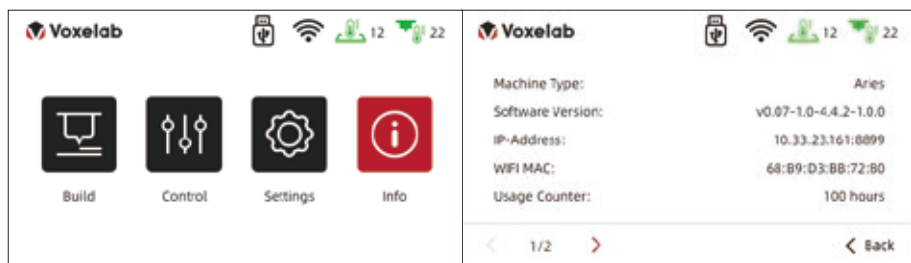 Voxelab 12 22
Build Control Settings Info
Voxelab 12 22
Machine Type: Aries
Software Version: v0.07-1.0-4.4.2-1.0.0
IP-Address: 10.33.23.161:8899
WIFI MAC: 68:B9:D3:BB:72:80
Usage Counter: 100 hours
1/2 Back